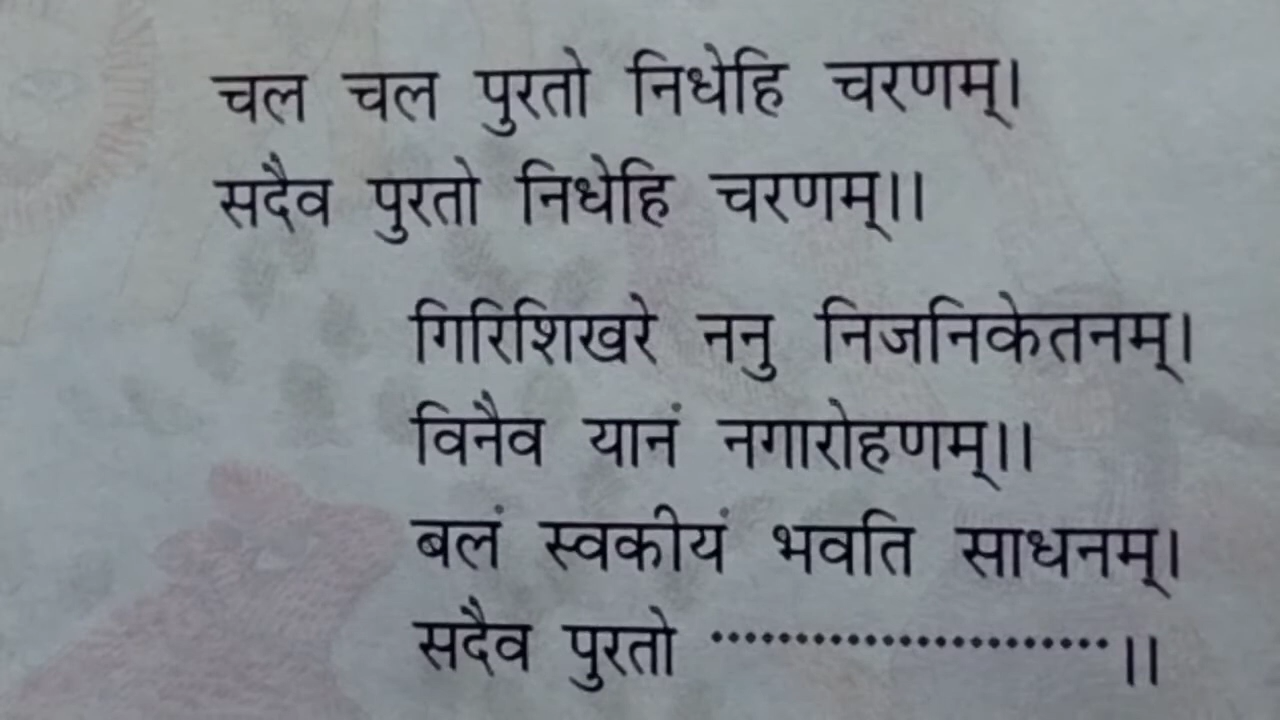 चल चल पुरतो निधेहि चरणम्।
सदैव पुरतो निधेहि चरणम्।।
गिरिशिखरे ननु निजनिकेतनम्।
विनैव यानं नगारोहणम्।।
बलं स्वकीयं भवति साधनम्।
सदैव पुरतो .......................।।